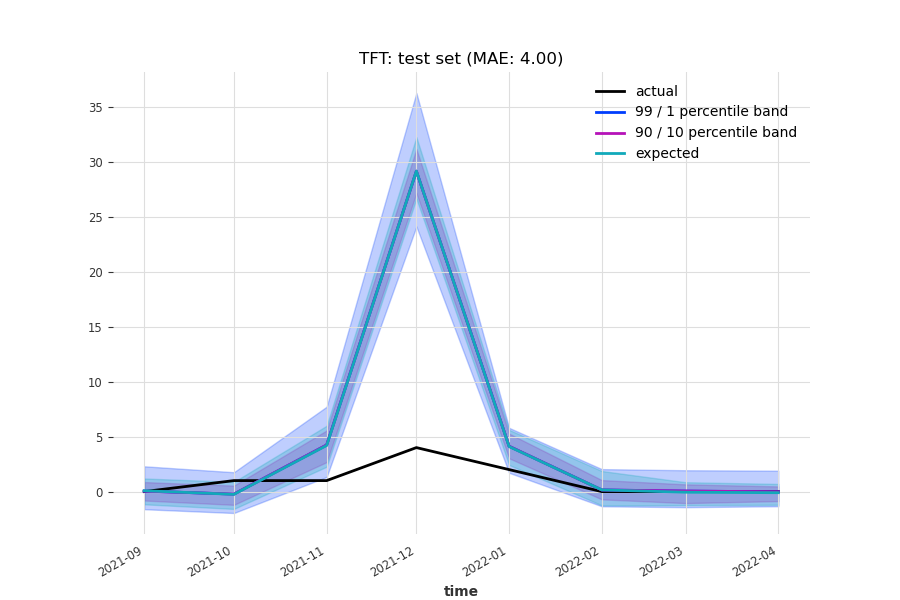 TFT: test set (MAE: 4.00)
actual
99 / 1 percentile band
90 / 10 percentile band
expected
35
30
25
20
15
10
5
0
2021-09
2021-10
2021-11
2021-12
2022-01
2022-02
2022-03
2022-04
time